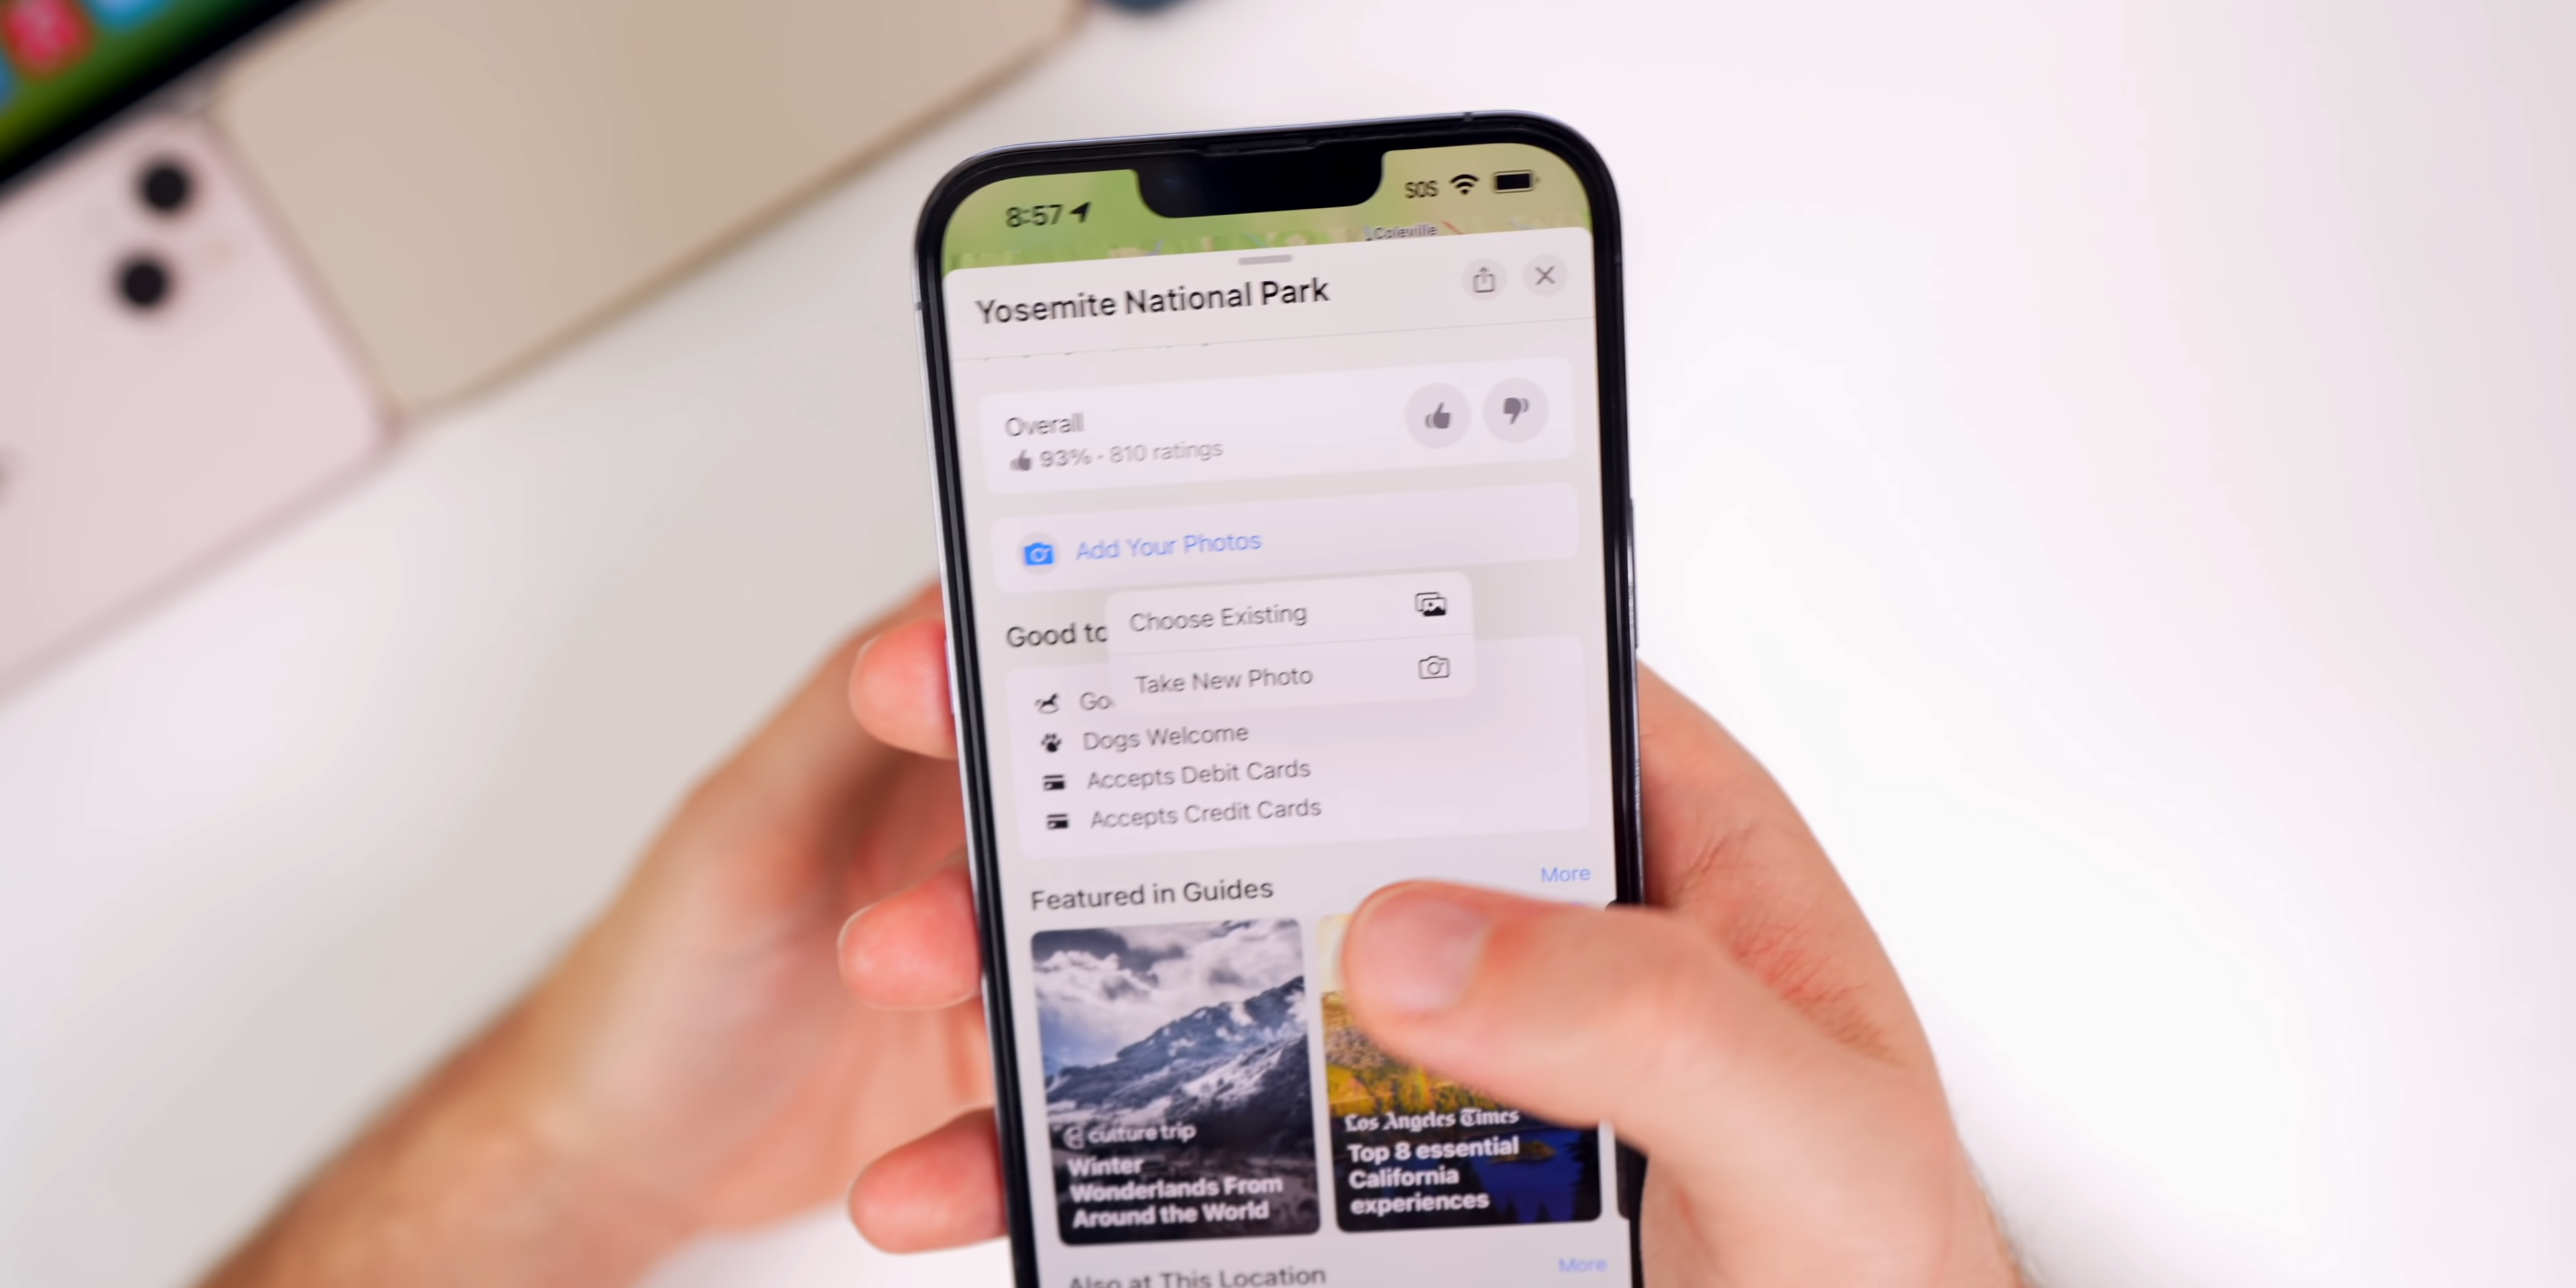 8:57
SOS
Coleville
Yosemite National Park
Overall
93% · 810 ratings
Add Your Photos
Choose Existing
Good to
Take New Photo
Go
Dogs Welcome
Accepts Debit Cards
Accepts Credit Cards
Featured in Guides
More
culture trip
Winter
Wonderlands From
Around the World
Los Angeles Times
Top 8 essential
California
experiences
Also at This Location
More